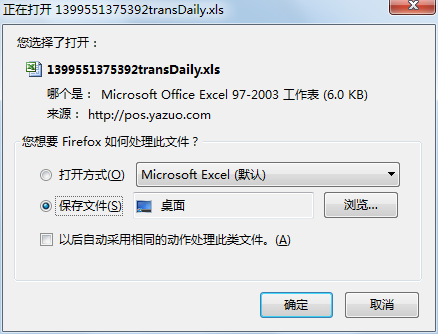 正在打开 1399551375392transDaily.xls
您选择了打开：
1399551375392transDaily.xls
哪个是： Microsoft Office Excel 97-2003 工作表 (6.0 KB)
来源： http://pos.yazuo.com
您想要 Firefox 如何处理此文件？
打开方式(O) Microsoft Excel (默认)
保存文件(S) 桌面 浏览...
以后自动采用相同的动作处理此类文件。(A)
确定 取消